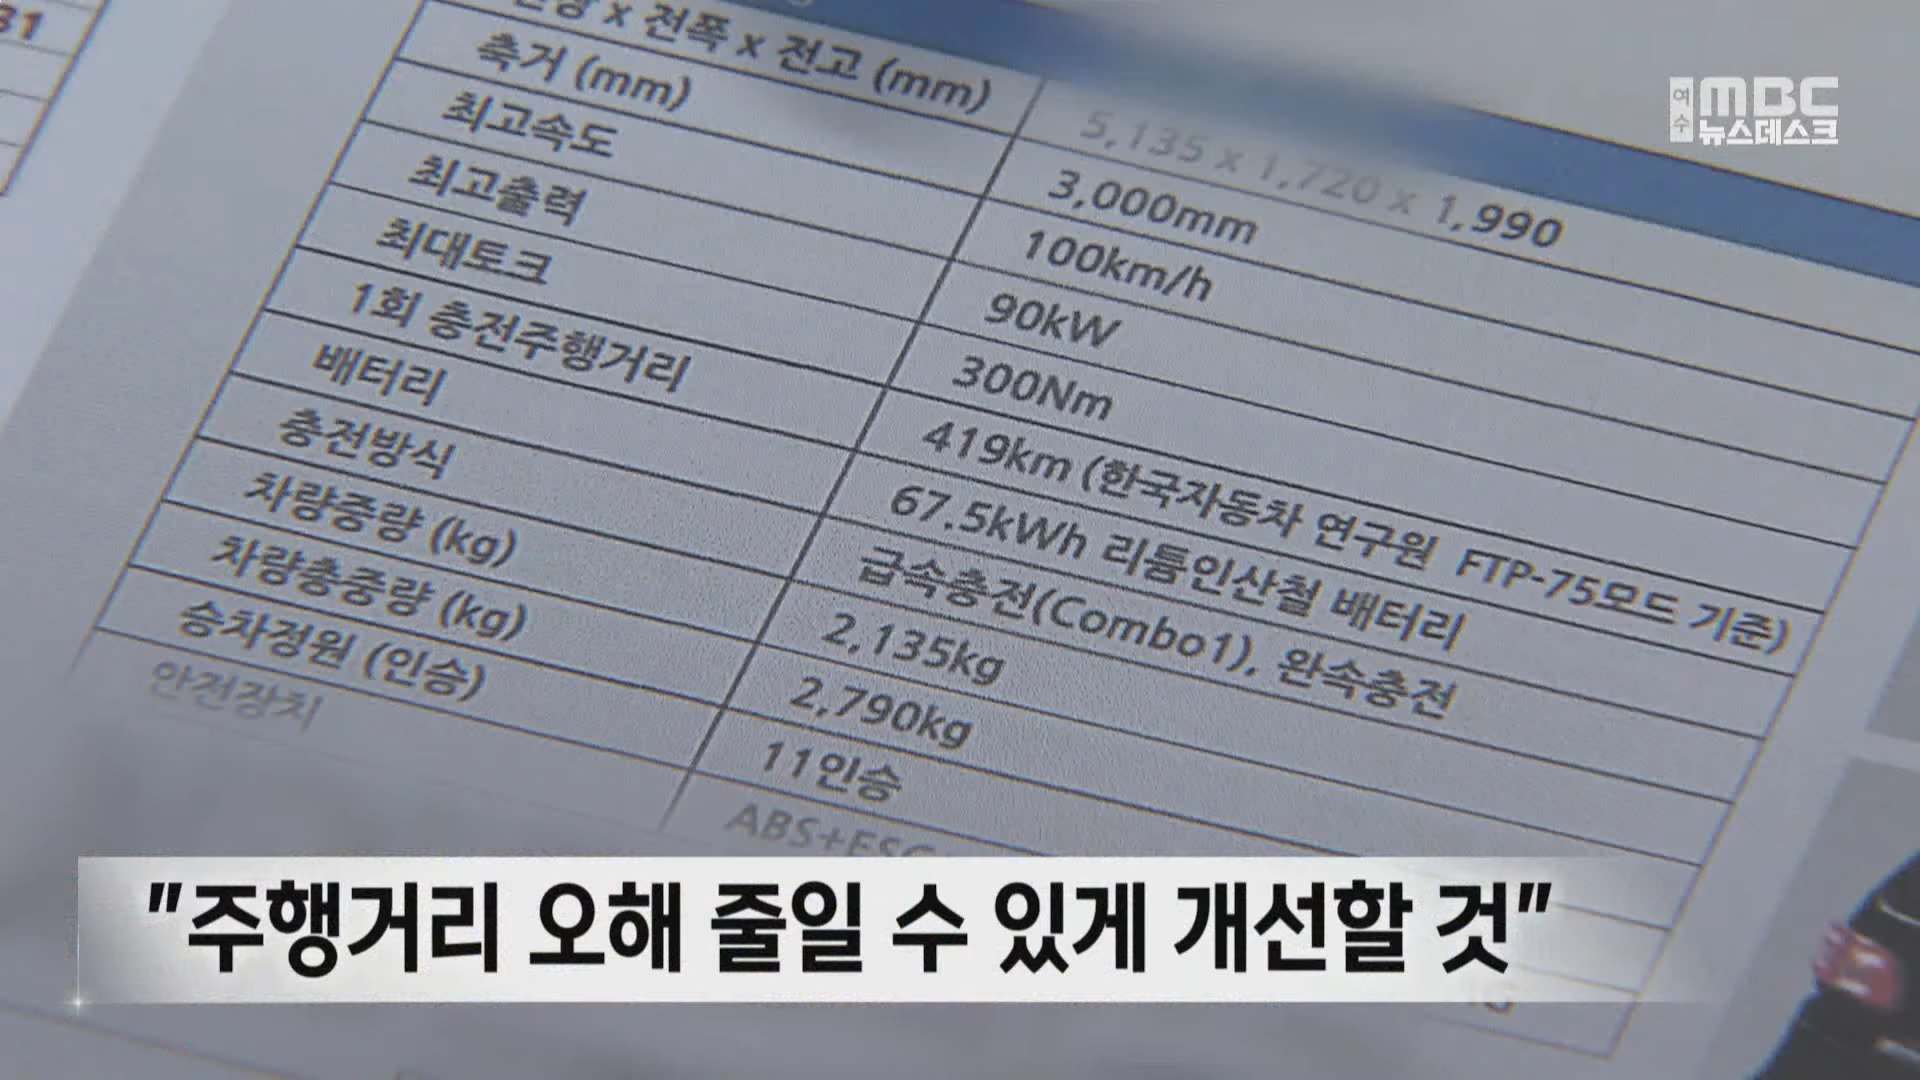 31
여수 MBC
뉴스데스크
x 전폭 x 전고 (mm) 5,135 x 1,720 x 1,990
축거 (mm) 3,000mm
최고속도 100km/h
최고출력 90kW
최대토크 300Nm
1회 충전주행거리 419km (한국자동차 연구원 FTP-75모드 기준)
배터리 67.5kWh 리튬인산철 배터리
충전방식 급속충전(Combo1), 완속충전
차량중량 (kg) 2,135kg
차량총중량 (kg) 2,790kg
승차정원 (인승) 11인승
안전장치
"주행거리 오해 줄일 수 있게 개선할 것"